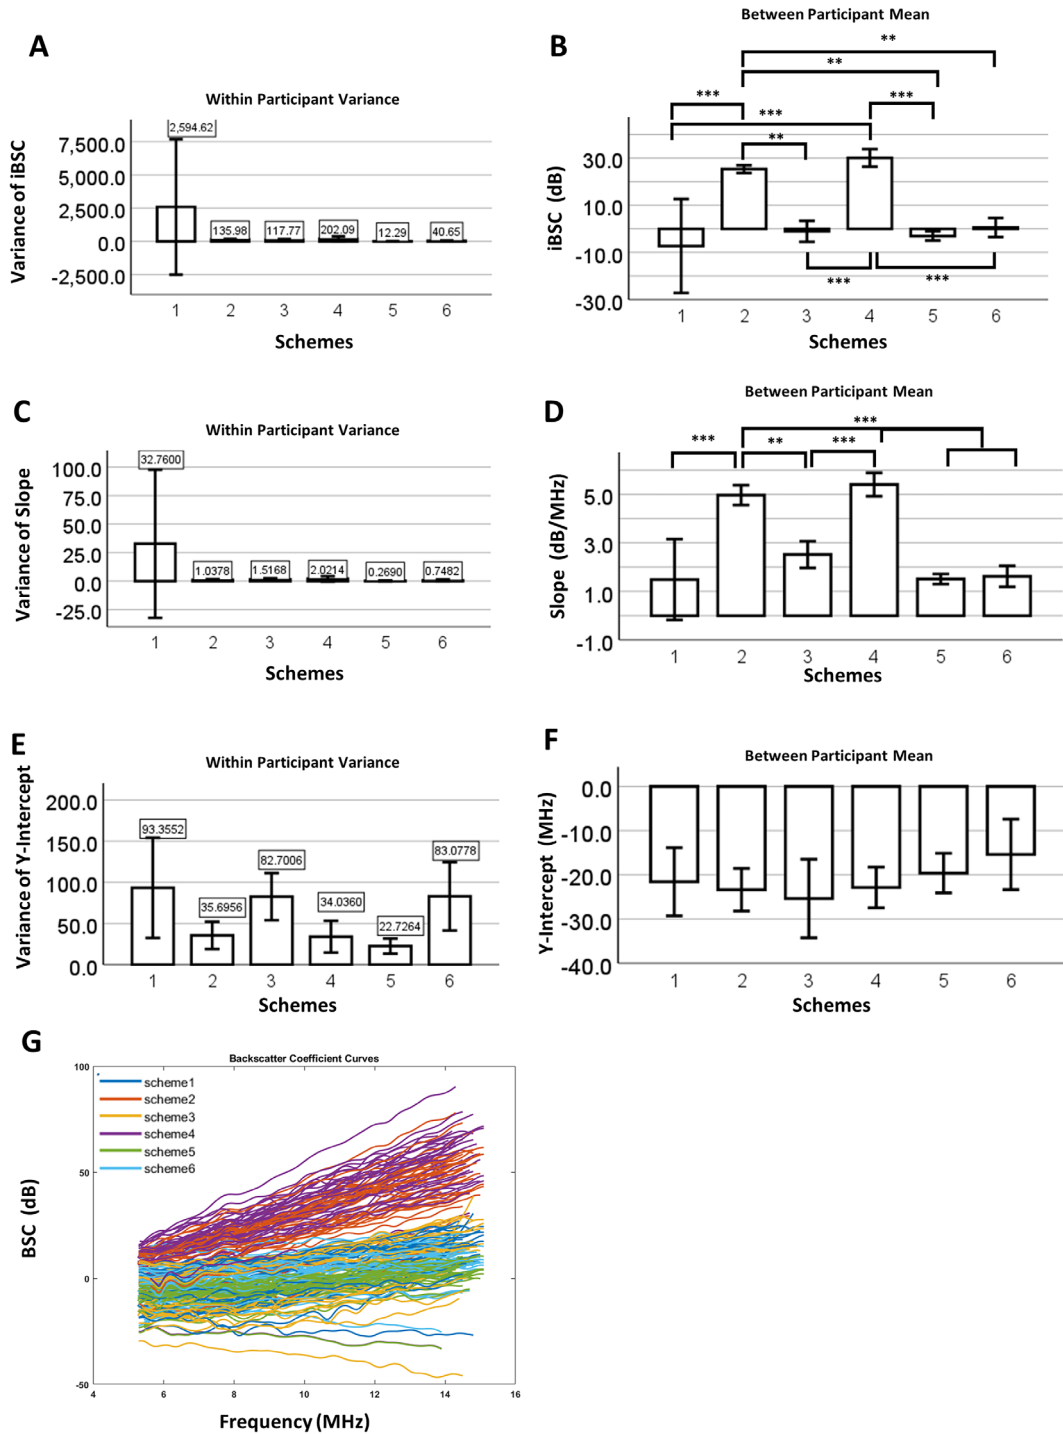 A
Within Participant Variance
Variance of iBSC
7,500.0
5,000.0
2,500.0
0.0
-2,500.0
2,594.62
135.98
117.77
202.09
12.29
40.65
1 2 3 4 5 6
Schemes
B
Between Participant Mean
iBSC (dB)
30.0
10.0
-10.0
-30.0
**
**
***
***
***
**
***
***
1 2 3 4 5 6
Schemes
C
Within Participant Variance
Variance of Slope
100.0
75.0
50.0
25.0
0.0
-25.0
32.7600
1.0378
1.5168
2.0214
0.2690
0.7482
1 2 3 4 5 6
Schemes
D
Between Participant Mean
Slope (dB/MHz)
5.0
3.0
1.0
-1.0
***
***
**
***
1 2 3 4 5 6
Schemes
E
Within Participant Variance
Variance of Y-Intercept
200.0
150.0
100.0
50.0
0.0
93.3552
35.6956
82.7006
34.0360
22.7264
83.0778
1 2 3 4 5 6
Schemes
F
Between Participant Mean
Y-Intercept (MHz)
0.0
-10.0
-20.0
-30.0
-40.0
1 2 3 4 5 6
Schemes
G
Backscatter Coefficient Curves
BSC (dB)
100
50
0
-50
scheme1
scheme2
scheme3
scheme4
scheme5
scheme6
4 6 8 10 12 14 16
Frequency (MHz)